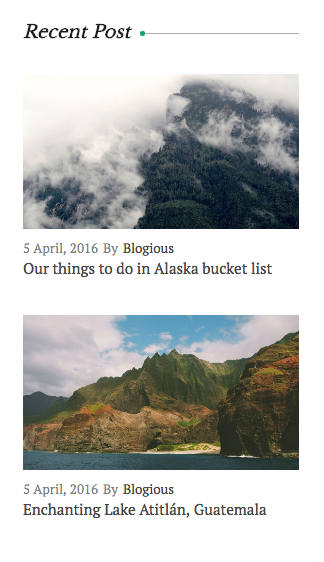 Recent Post
5 April, 2016 By Blogious
Our things to do in Alaska bucket list
5 April, 2016 By Blogious
Enchanting Lake Atitlán, Guatemala